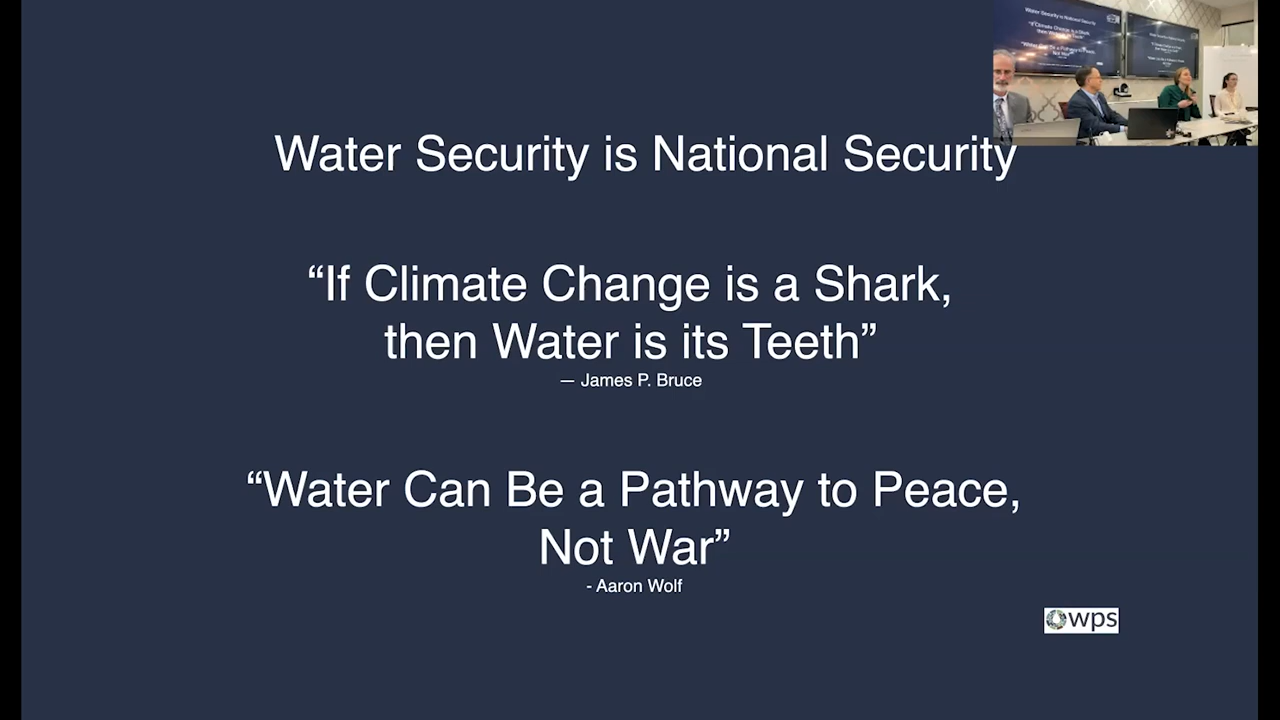 Water Security is National Security
“If Climate Change is a Shark,
then Water is its Teeth”
— James P. Bruce
“Water Can Be a Pathway to Peace,
Not War”
- Aaron Wolf
wps